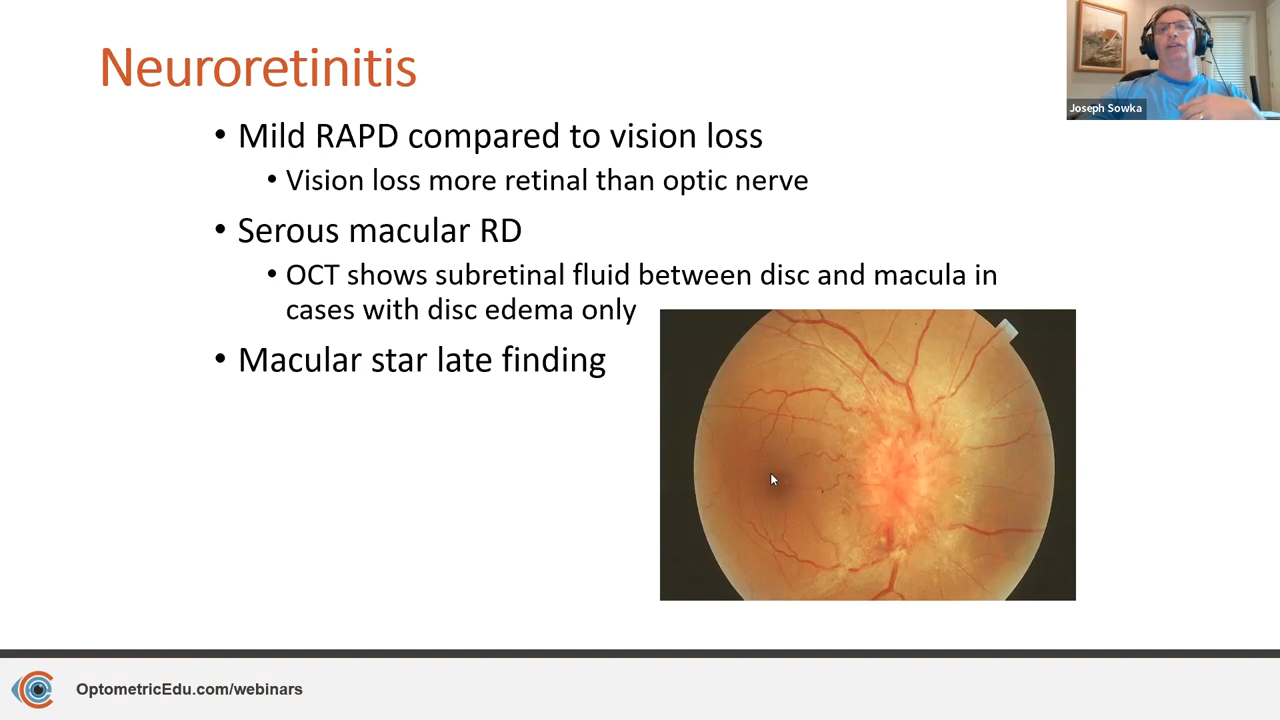 Neuroretinitis
Joseph Sowka
• Mild RAPD compared to vision loss
• Vision loss more retinal than optic nerve
• Serous macular RD
• OCT shows subretinal fluid between disc and macula in
cases with disc edema only
• Macular star late finding
OptometricEdu.com/webinars